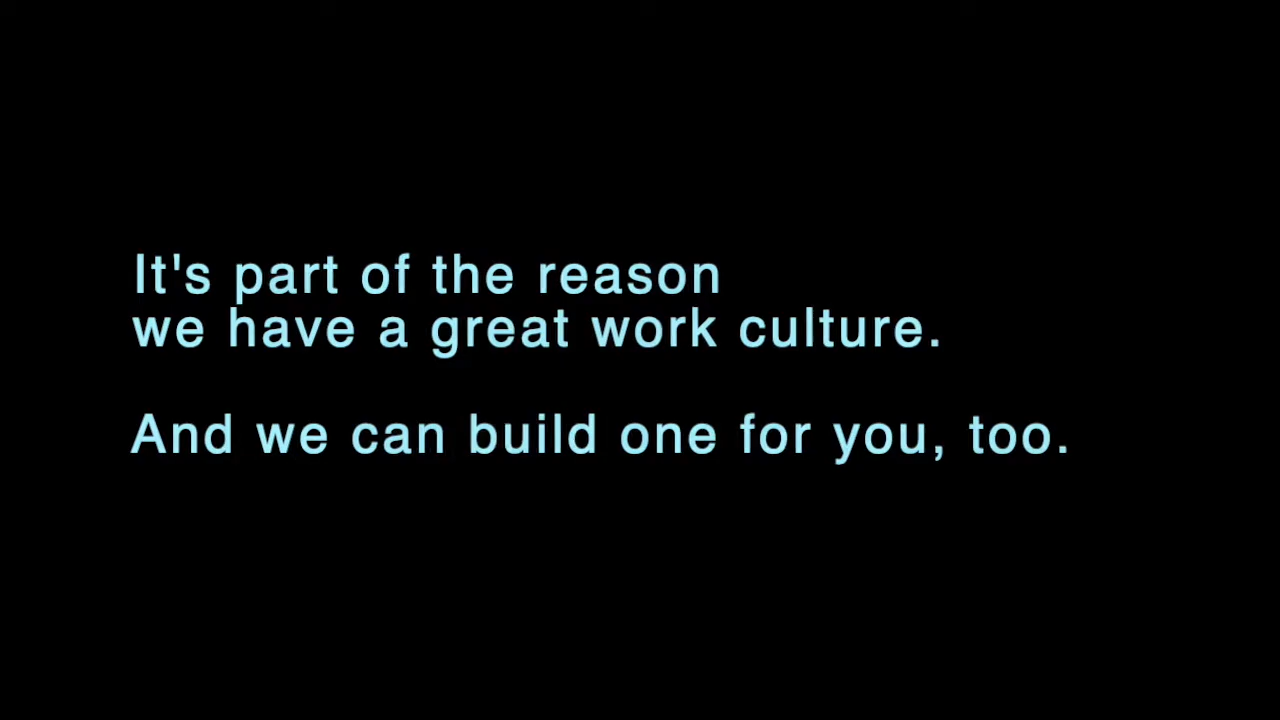 It's part of the reason
we have a great work culture.
And we can build one for you, too.